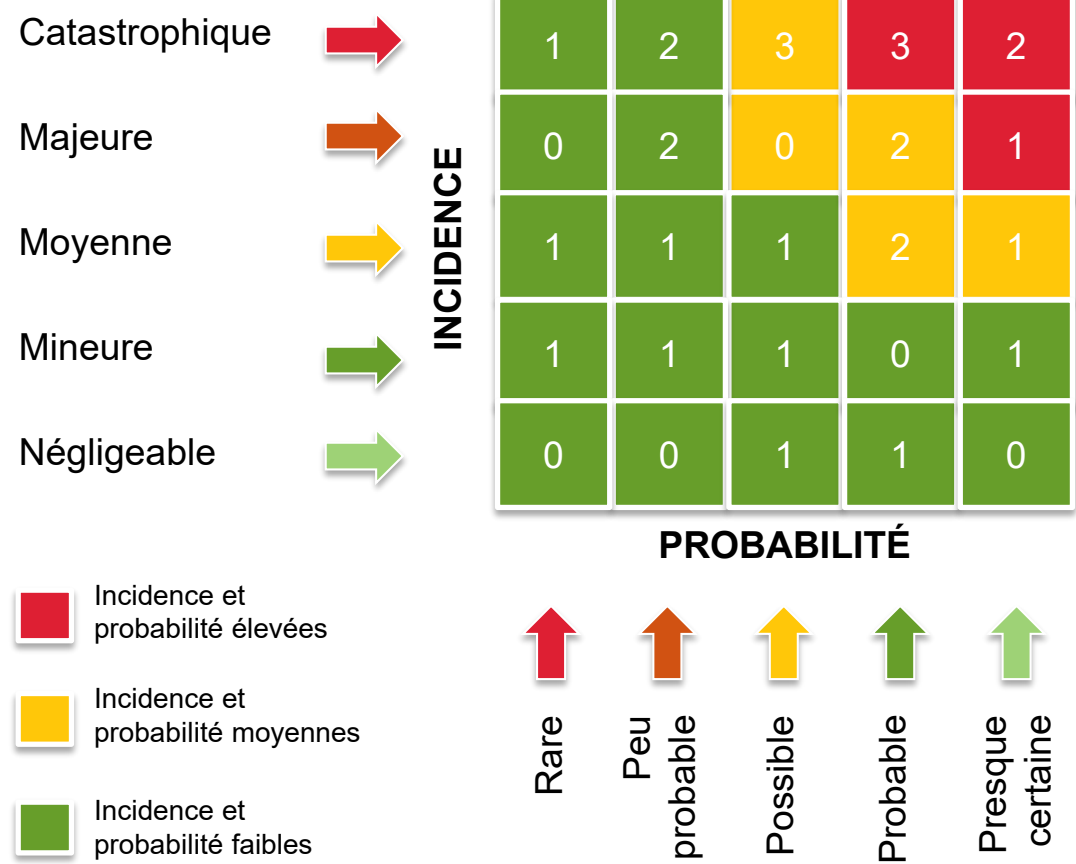 Catastrophique
1 2 3 3 2
Majeure
0 2 0 2 1
Moyenne
1 1 1 2 1
Mineure
1 1 1 0 1
Négligeable
0 0 1 1 0
INCIDENCE
PROBABILITÉ
Incidence et
probabilité élevées
Incidence et
probabilité moyennes
Incidence et
probabilité faibles
Rare
Peu
probable
Possible
Probable
Presque
certaine